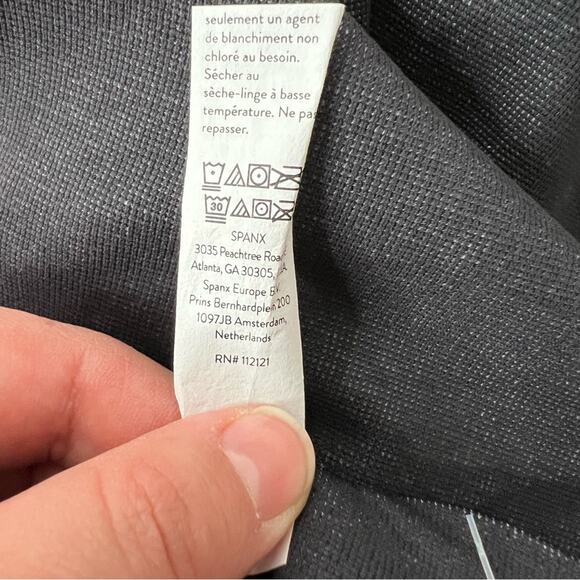 seulement un agent
de blanchiment non
chloré au besoin.
Sécher au
sèche-linge à basse
température. Ne pas
repasser.
30
SPANX
3035 Peachtree Road
Atlanta, GA 30305,
Spanx Europe B.V.
Prins Bernhardplein 200
1097JB Amsterdam,
Netherlands
RN# 112121